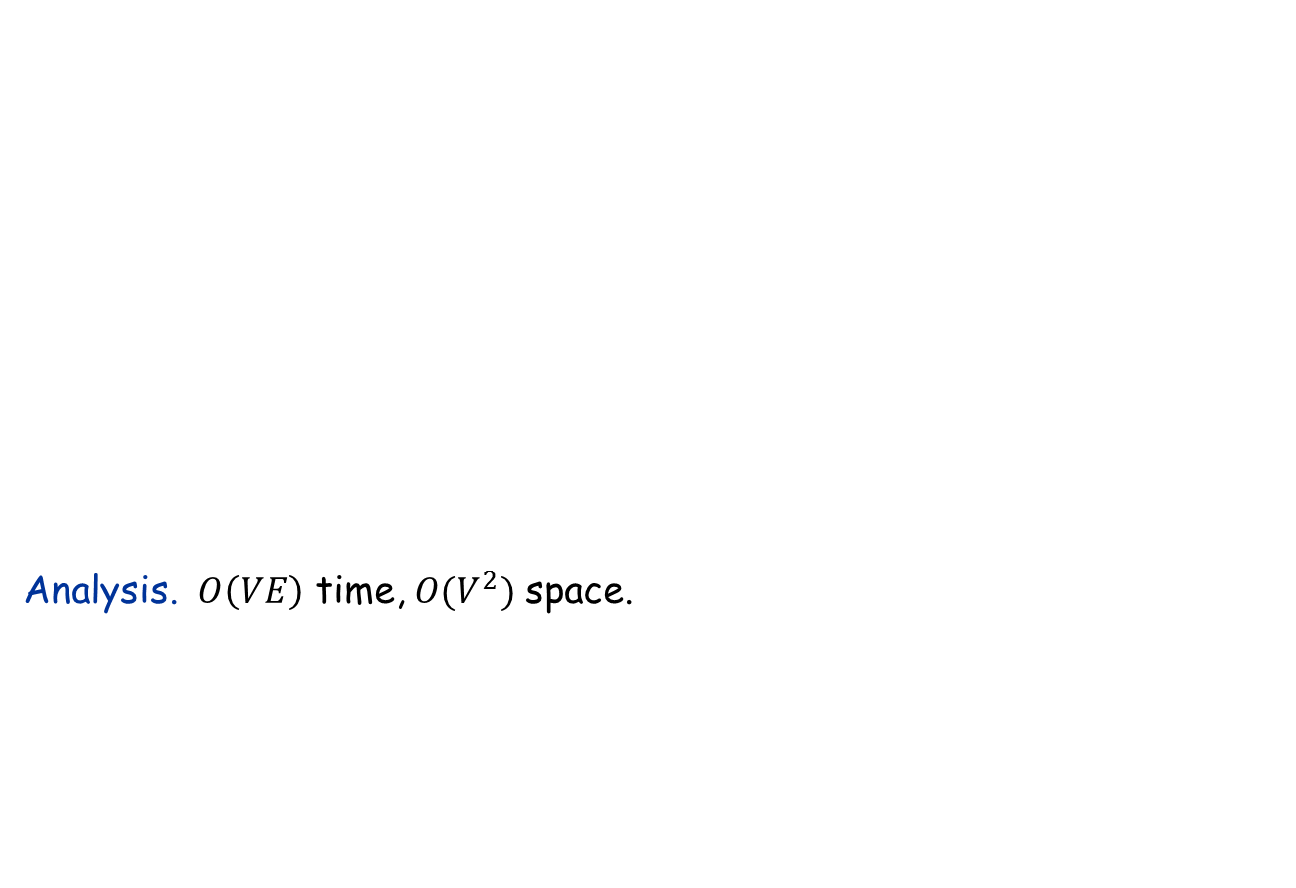 Analysis. O(VE) time, O(V²) space.